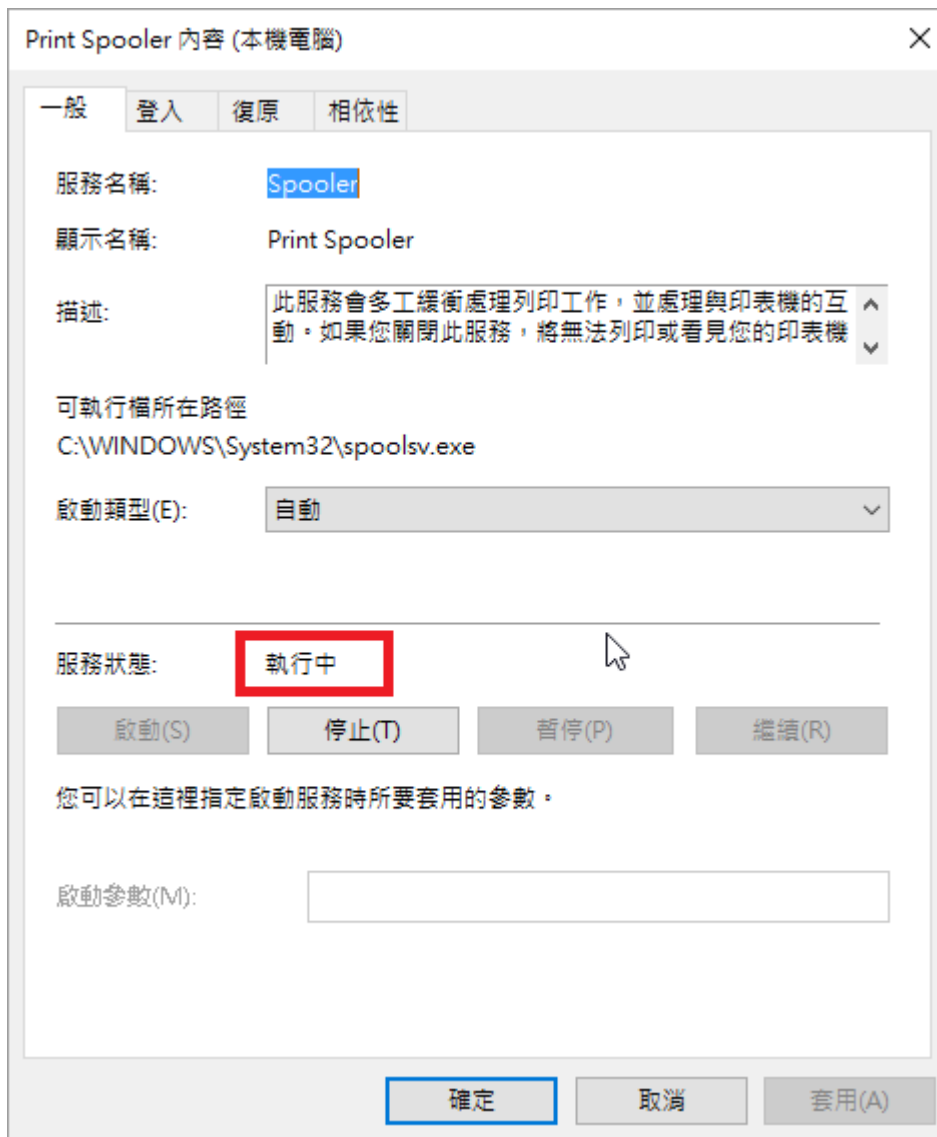 Print Spooler 內容 (本機電腦)
一般
登入
復原
相依性
服務名稱:
Spooler
顯示名稱:
Print Spooler
描述:
此服務會多工緩衝處理列印工作，並處理與印表機的互
動。如果您關閉此服務，將無法列印或看見您的印表機
可執行檔所在路徑
C:\WINDOWS\System32\spoolsv.exe
啟動類型(E):
自動
服務狀態:
執行中
啟動(S)
停止(T)
暫停(P)
繼續(R)
您可以在這裡指定啟動服務時所要套用的參數。
啟動參數(M):
確定
取消
套用(A)